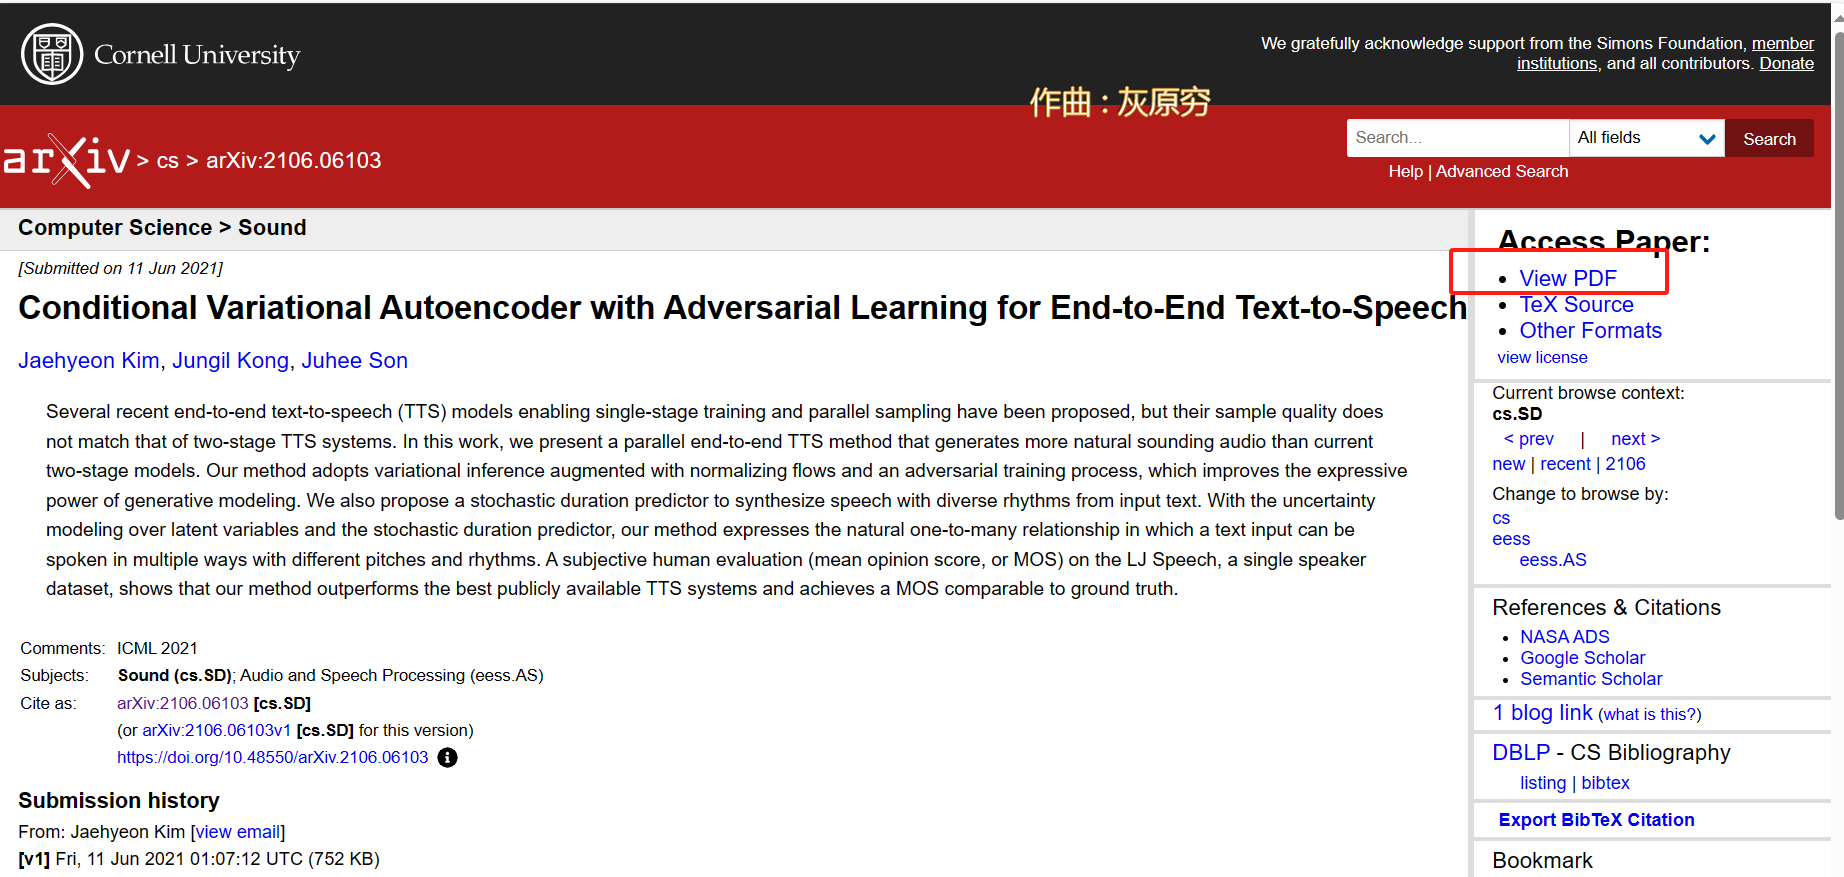 Cornell University
We gratefully acknowledge support from the Simons Foundation, member
institutions, and all contributors. Donate
作曲：灰原穷
arXiv > cs > arXiv:2106.06103
Search...
All fields
Search
Help | Advanced Search
Computer Science > Sound
[Submitted on 11 Jun 2021]
Conditional Variational Autoencoder with Adversarial Learning for End-to-End Text-to-Speech
Jaehyeon Kim, Jungil Kong, Juhee Son
Several recent end-to-end text-to-speech (TTS) models enabling single-stage training and parallel sampling have been proposed, but their sample quality does
not match that of two-stage TTS systems. In this work, we present a parallel end-to-end TTS method that generates more natural sounding audio than current
two-stage models. Our method adopts variational inference augmented with normalizing flows and an adversarial training process, which improves the expressive
power of generative modeling. We also propose a stochastic duration predictor to synthesize speech with diverse rhythms from input text. With the uncertainty
modeling over latent variables and the stochastic duration predictor, our method expresses the natural one-to-many relationship in which a text input can be
spoken in multiple ways with different pitches and rhythms. A subjective human evaluation (mean opinion score, or MOS) on the LJ Speech, a single speaker
dataset, shows that our method outperforms the best publicly available TTS systems and achieves a MOS comparable to ground truth.
Comments: ICML 2021
Subjects: Sound (cs.SD); Audio and Speech Processing (eess.AS)
Cite as: arXiv:2106.06103 [cs.SD]
(or arXiv:2106.06103v1 [cs.SD] for this version)
https://doi.org/10.48550/arXiv.2106.06103
Submission history
From: Jaehyeon Kim [view email]
[v1] Fri, 11 Jun 2021 01:07:12 UTC (752 KB)
Access Paper:
View PDF
TeX Source
Other Formats
view license
Current browse context:
cs.SD
< prev | next >
new | recent | 2106
Change to browse by:
cs
eess
eess.AS
References & Citations
NASA ADS
Google Scholar
Semantic Scholar
1 blog link (what is this?)
DBLP - CS Bibliography
listing | bibtex
Export BibTeX Citation
Bookmark